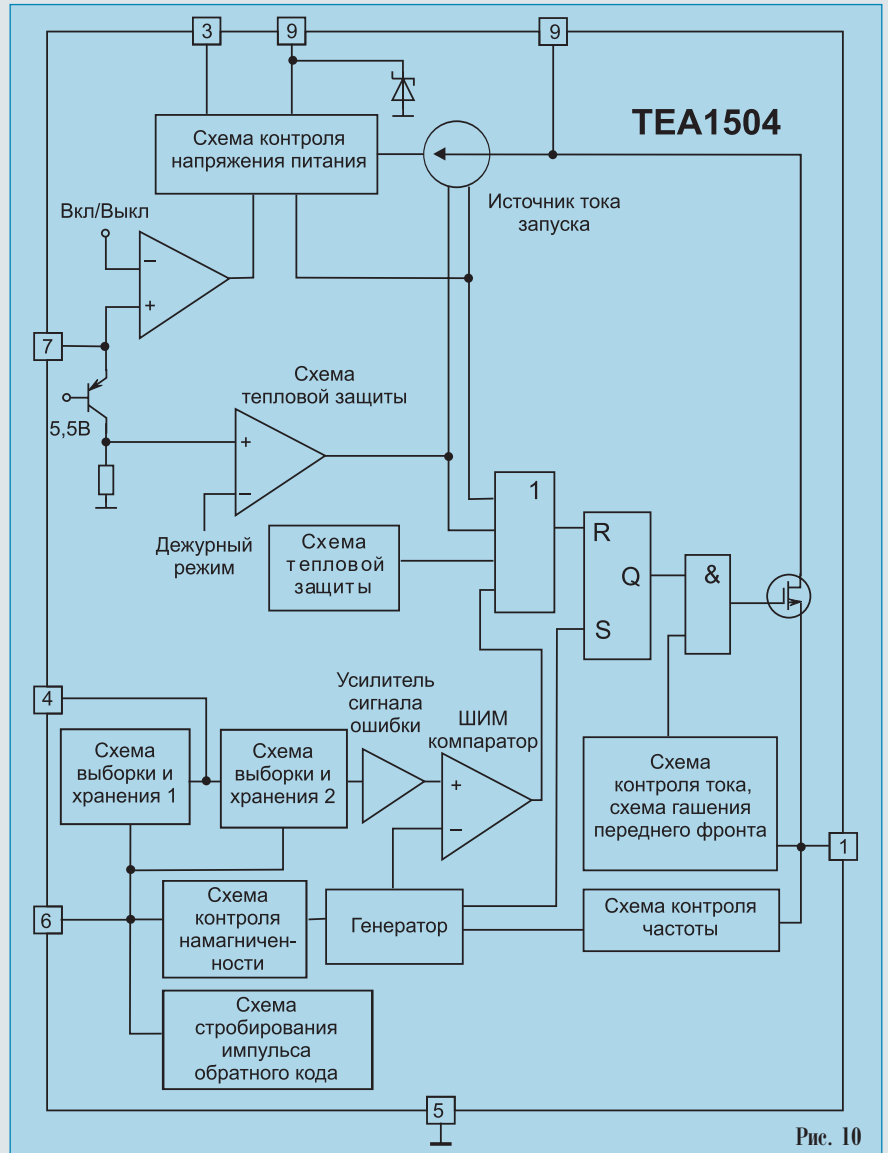 3
9
9
TEA1504
Схема контроля
напряжения питания
Источник тока
запуска
Вкл/Выкл
−
+
7
5,5В
Схема
тепловой защиты
+
−
Дежурный
режим
Схема
тепловой
защиты
1
R
Q
S
&
4
Усилитель
сигнала
ошибки
ШИМ
компаратор
Схема
выборки и
хранения 1
Схема
выборки и
хранения 2
+
−
Схема
контроля тока,
схема гашения
переднего фронта
1
6
Схема
контроля
намагничен-
ности
Генератор
Схема контроля
частоты
Схема
стробирования
импульса
обратного кода
5
Рис. 10